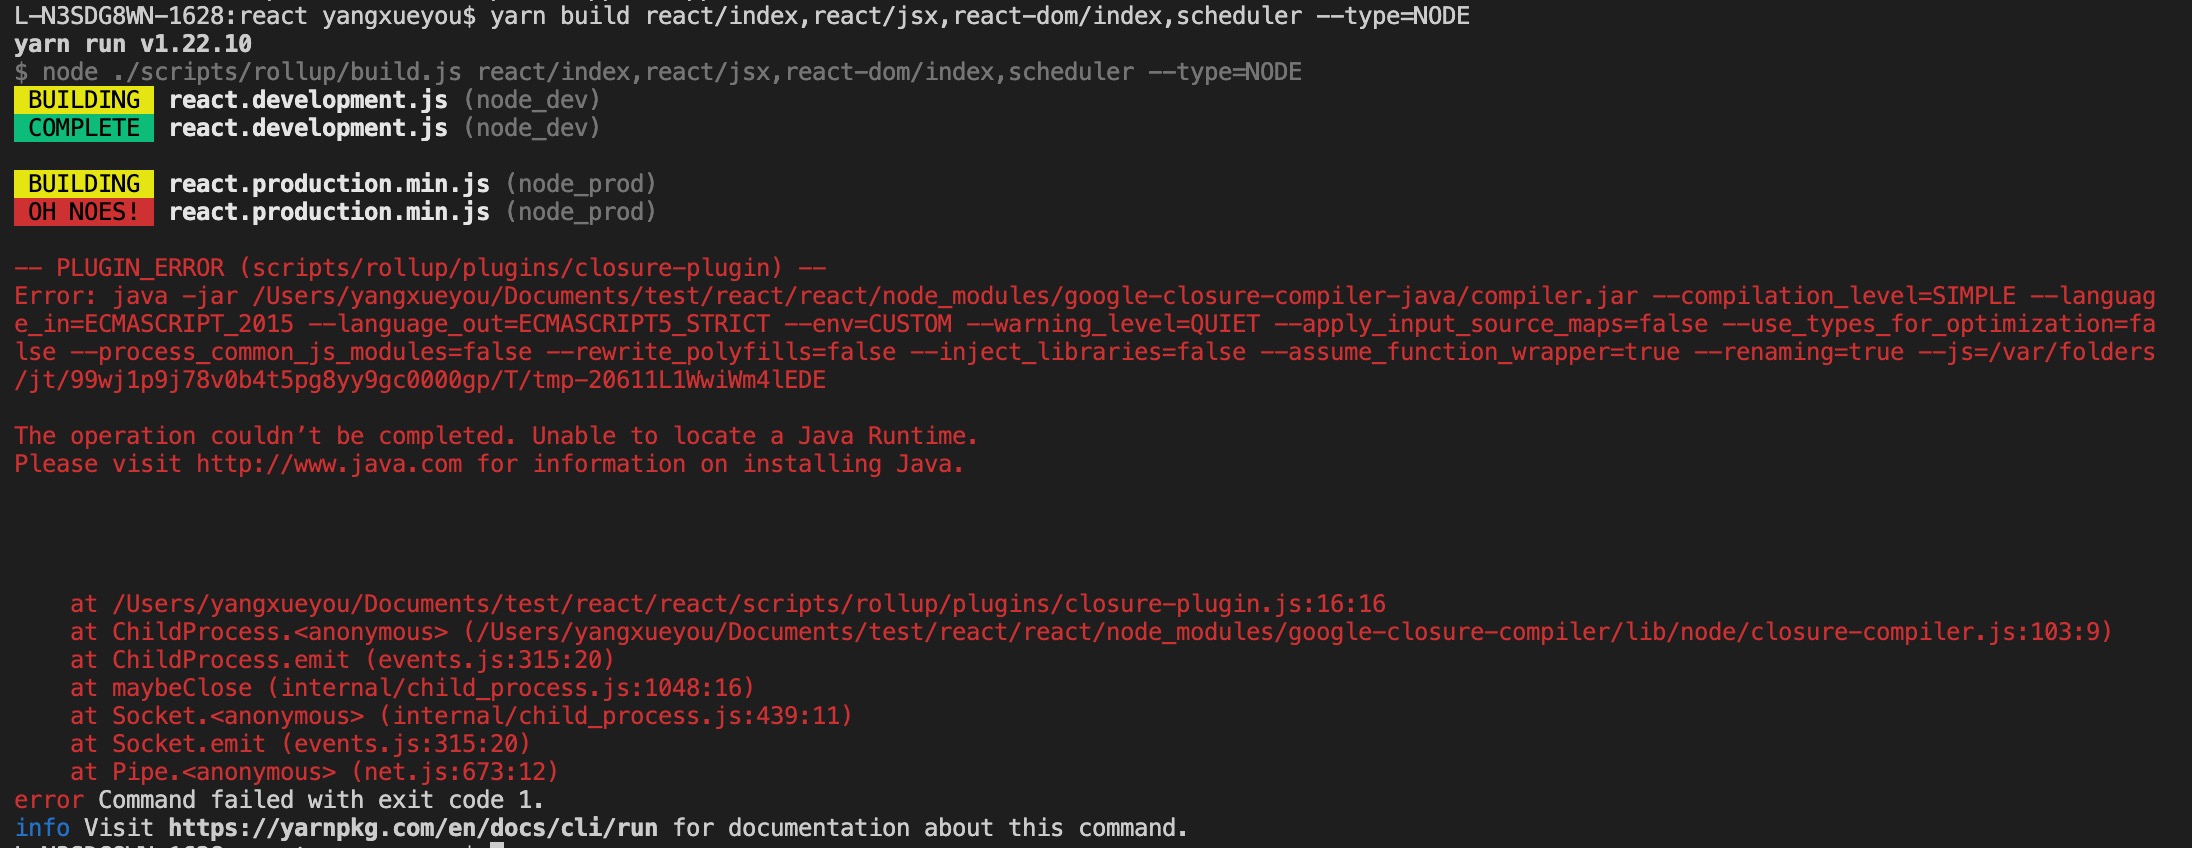 L-N3SDG8WN-1628:react yangxueyou$ yarn build react/index,react/jsx,react-dom/index,scheduler --type=NODE
yarn run v1.22.10
$ node ./scripts/rollup/build.js react/index,react/jsx,react-dom/index,scheduler --type=NODE
BUILDING react.development.js (node_dev)
COMPLETE react.development.js (node_dev)
BUILDING react.production.min.js (node_prod)
OH NOES! react.production.min.js (node_prod)
-- PLUGIN_ERROR (scripts/rollup/plugins/closure-plugin) --
Error: java -jar /Users/yangxueyou/Documents/test/react/react/node_modules/google-closure-compiler-java/compiler.jar --compilation_level=SIMPLE --languag
e_in=ECMASCRIPT_2015 --language_out=ECMASCRIPT5_STRICT --env=CUSTOM --warning_level=QUIET --apply_input_source_maps=false --use_types_for_optimization=fa
lse --process_common_js_modules=false --rewrite_polyfills=false --inject_libraries=false --assume_function_wrapper=true --renaming=true --js=/var/folders
/jt/99wj1p9j78v0b4t5pg8yy9gc0000gp/T/tmp-20611L1WwiWm4lEDE
The operation couldn’t be completed. Unable to locate a Java Runtime.
Please visit http://www.java.com for information on installing Java.
at /Users/yangxueyou/Documents/test/react/react/scripts/rollup/plugins/closure-plugin.js:16:16
at ChildProcess.<anonymous> (/Users/yangxueyou/Documents/test/react/react/node_modules/google-closure-compiler/lib/node/closure-compiler.js:103:9)
at ChildProcess.emit (events.js:315:20)
at maybeClose (internal/child_process.js:1048:16)
at Socket.<anonymous> (internal/child_process.js:439:11)
at Socket.emit (events.js:315:20)
at Pipe.<anonymous> (net.js:673:12)
error Command failed with exit code 1.
info Visit https://yarnpkg.com/en/docs/cli/run for documentation about this command.